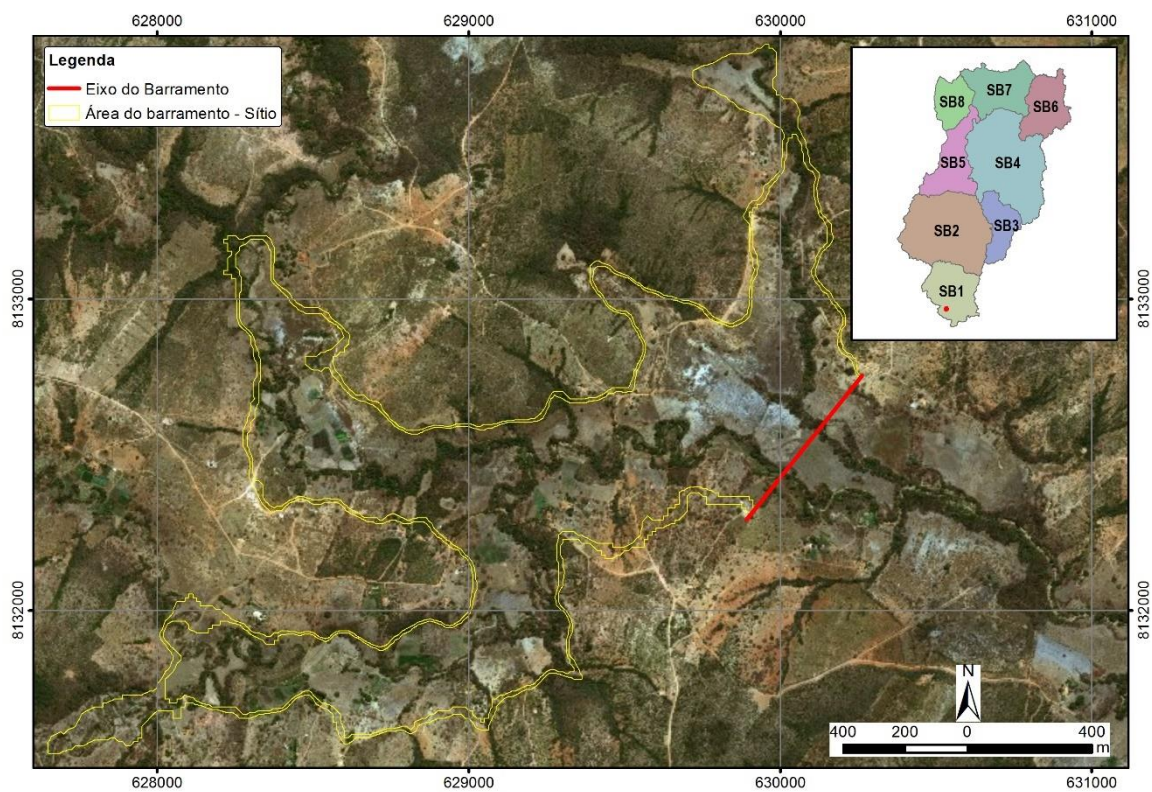 628000 629000 630000 631000
Legenda
Eixo do Barramento
Área do barramento - Sítio
SB8 SB7 SB6
SB5 SB4
SB2 SB3
SB1
8133000 8133000
8132000 8132000
N
400 200 0 400
m
628000 629000 630000 631000